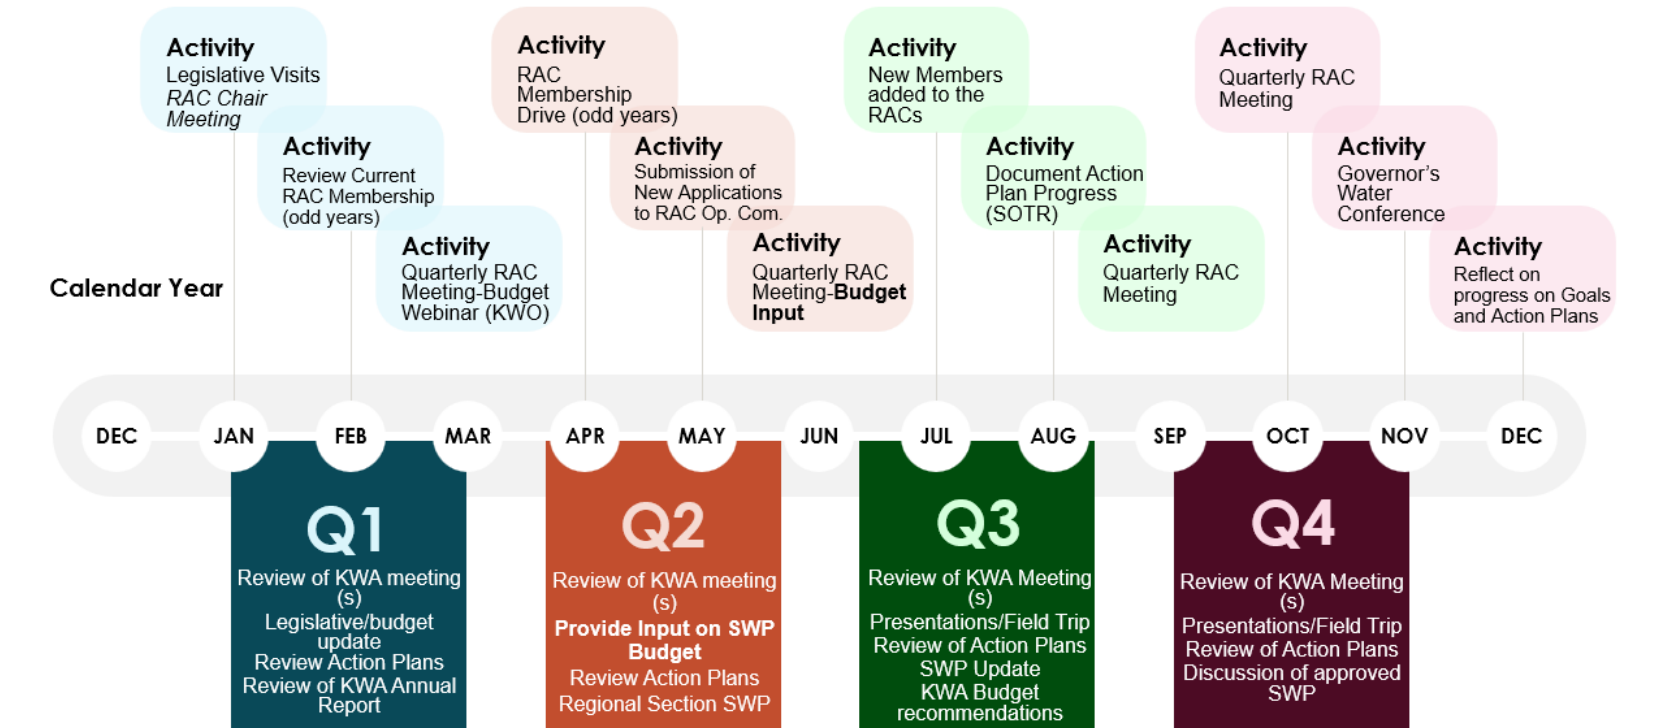 Activity
Legislative Visits
RAC Chair
Meeting
Activity
Review Current
RAC Membership
(odd years)
Activity
Quarterly RAC
Meeting-Budget
Webinar (KWO)
Activity
RAC
Membership
Drive (odd years)
Activity
Submission of
New Applications
to RAC Op. Com.
Activity
Quarterly RAC
Meeting-Budget
Input
Activity
New Members
added to the
RACs
Activity
Document Action
Plan Progress
(SOTR)
Activity
Quarterly RAC
Meeting
Activity
Quarterly RAC
Meeting
Activity
Governor's
Water
Conference
Activity
Reflect on
progress on Goals
and Action Plans
Calendar Year
DEC JAN FEB MAR APR MAY JUN JUL AUG SEP OCT NOV DEC
Q1
Review of KWA meeting
(s)
Legislative/budget
update
Review Action Plans
Review of KWA Annual
Report
Q2
Review of KWA meeting
(s)
Provide Input on SWP
Budget
Review Action Plans
Regional Section SWP
Q3
Review of KWA Meeting
(s)
Presentations/Field Trip
Review of Action Plans
SWP Update
KWA Budget
recommendations
Q4
Review of KWA Meeting
(s)
Presentations/Field Trip
Review of Action Plans
Discussion of approved
SWP